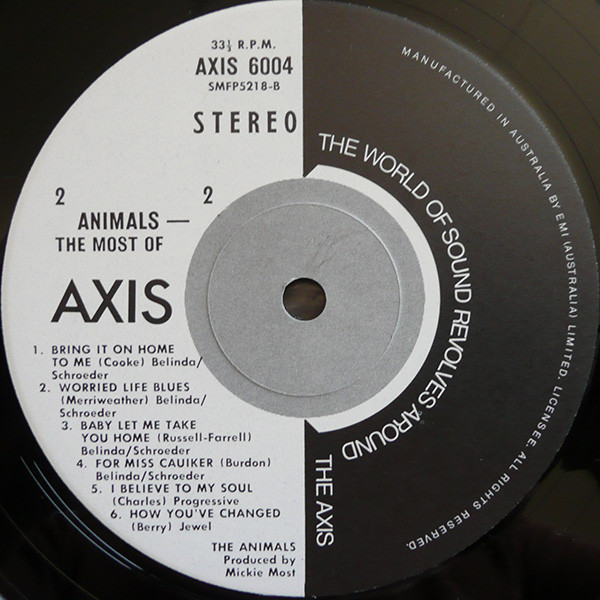 33⅓ R.P.M.
AXIS 6004
SMFP5218-B
STEREO
2 2
ANIMALS —
THE MOST OF
AXIS
1. BRING IT ON HOME
TO ME (Cooke) Belinda/
Schroeder
2. WORRIED LIFE BLUES
(Merriweather) Belinda/
Schroeder
3. BABY LET ME TAKE
YOU HOME (Russell-Farrell)
Belinda/Schroeder
4. FOR MISS CAUIKER (Burdon)
Belinda/Schroeder
5. I BELIEVE TO MY SOUL
(Charles) Progressive
6. HOW YOU'VE CHANGED
(Berry) Jewel
THE ANIMALS
Produced by
Mickie Most
THE WORLD OF SOUND REVOLVES AROUND
THE AXIS
MANUFACTURED IN AUSTRALIA BY EMI (AUSTRALIA) LIMITED, LICENSEE. ALL RIGHTS RESERVED.